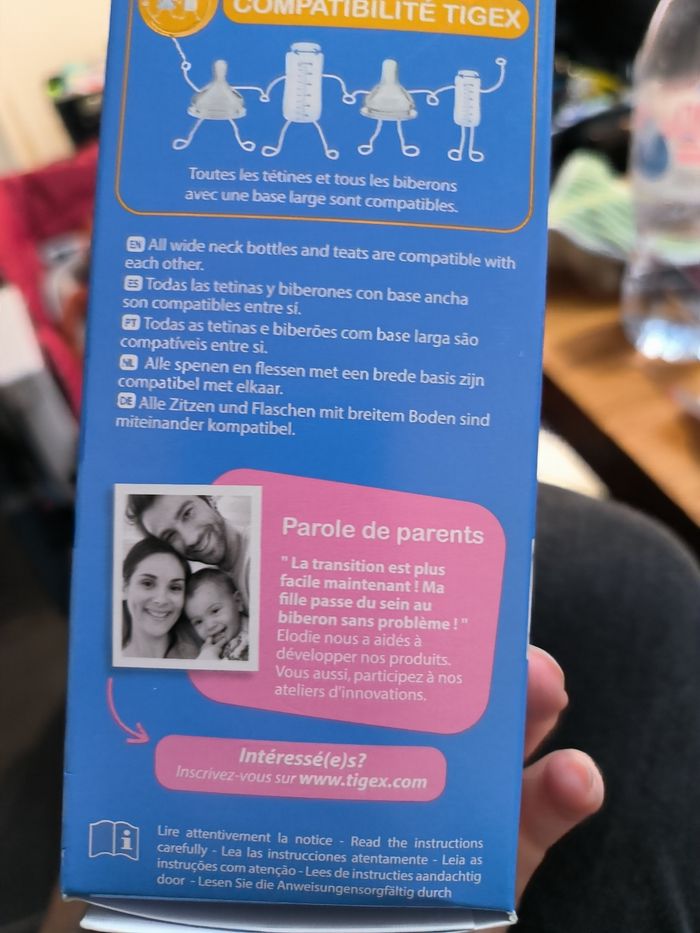 COMPATIBILITÉ TIGEX
Toutes les tétines et tous les biberons
avec une base large sont compatibles.
EN All wide neck bottles and teats are compatible with
each other.
ES Todas las tetinas y biberones con base ancha
son compatibles entre sí.
PT Todas as tetinas e biberões com base larga são
compatíveis entre si.
NL Alle spenen en flessen met een brede basis zijn
compatibel met elkaar.
DE Alle Zitzen und Flaschen mit breitem Boden sind
miteinander kompatibel.
Parole de parents
" La transition est plus
facile maintenant ! Ma
fille passe du sein au
biberon sans problème ! "
Elodie nous a aidés à
développer nos produits.
Vous aussi, participez à nos
ateliers d'innovations.
Intéressé(e)s?
Inscrivez-vous sur www.tigex.com
Lire attentivement la notice - Read the instructions
carefully - Lea las instrucciones atentamente - Leia as
instruções com atenção - Lees de instructies aandachtig
door - Lesen Sie die Anweisungensorgfältig durch